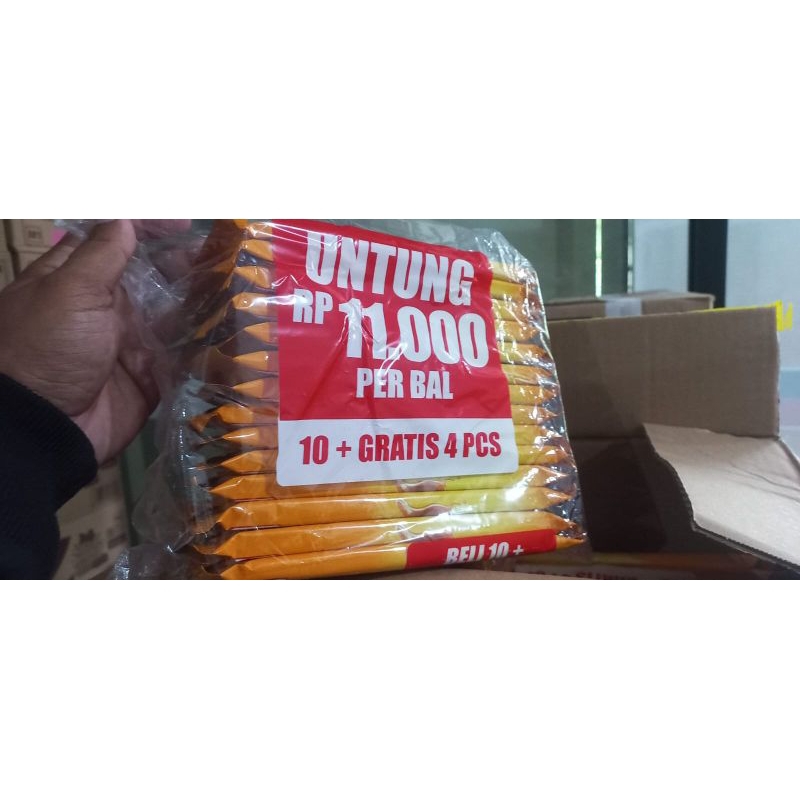 UNTUNG
RP 11,000
PER BAL
10 + GRATIS 4 PCS
BELI 10 +